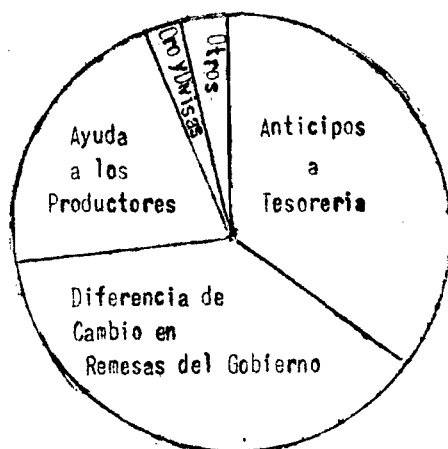 Oro y Divisas
Otros
Anticipos
a
Tesoreria
Ayuda
a los
Productores
Diferencia de
Cambio en
Remesas del Gobierno